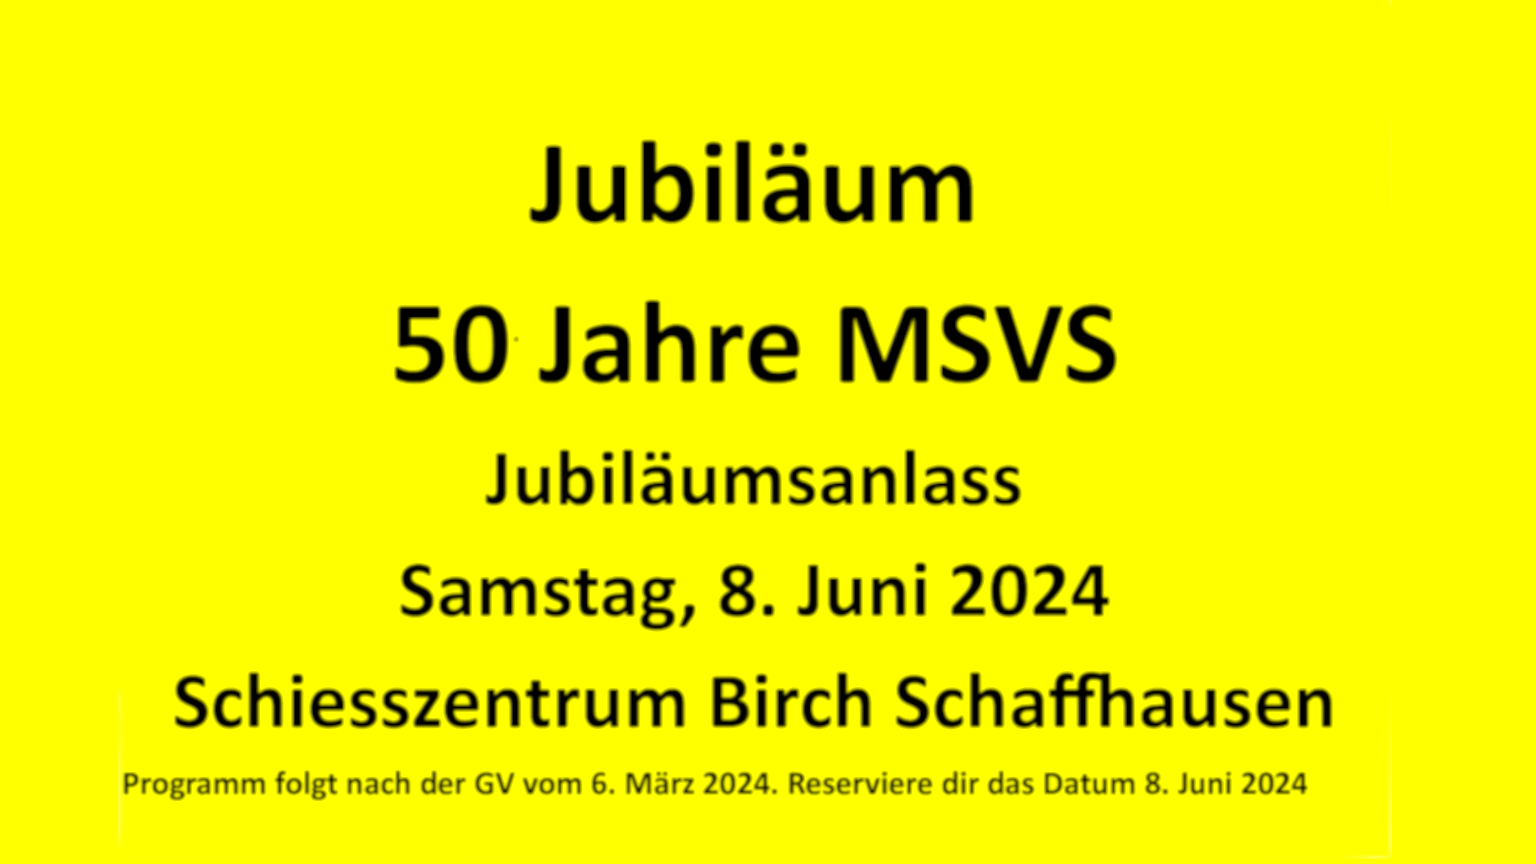 Jubiläum
50 Jahre MSVS
Jubiläumsanlass
Samstag, 8. Juni 2024
Schiesszentrum Birch Schaffhausen
Programm folgt nach der GV vom 6. März 2024. Reserviere dir das Datum 8. Juni 2024